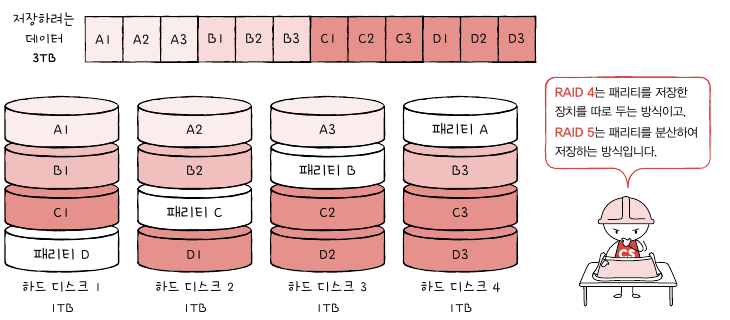 저장하려는
데이터
3TB
A1 A2 A3 B1 B2 B3 C1 C2 C3 D1 D2 D3
A1 A2 A3 패리티 A
B1 B2 패리티 B B3
C1 패리티 C C2 C3
패리티 D D1 D2 D3
하드 디스크 1 하드 디스크 2 하드 디스크 3 하드 디스크 4
1TB 1TB 1TB 1TB
RAID 4는 패리티를 저장한
장치를 따로 두는 방식이고,
RAID 5는 패리티를 분산하여
저장하는 방식입니다.
CS